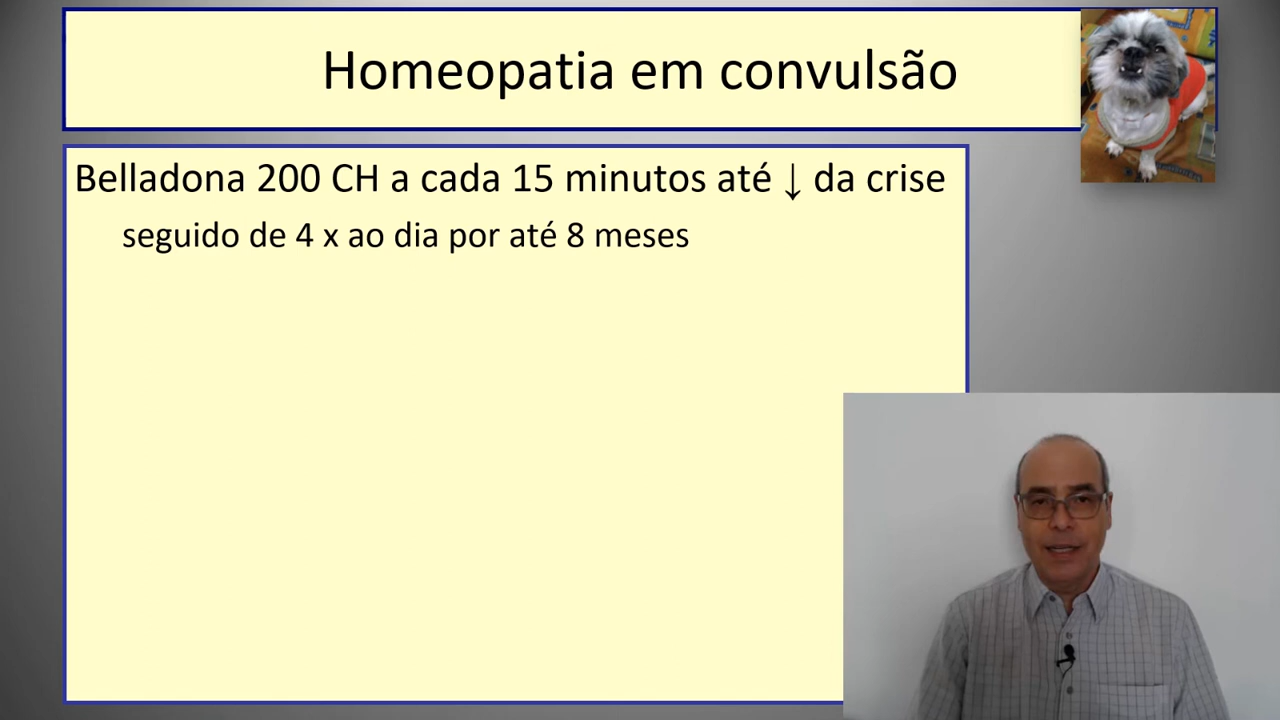 Homeopatia em convulsão
Belladona 200 CH a cada 15 minutos até ↓ da crise
seguido de 4 x ao dia por até 8 meses